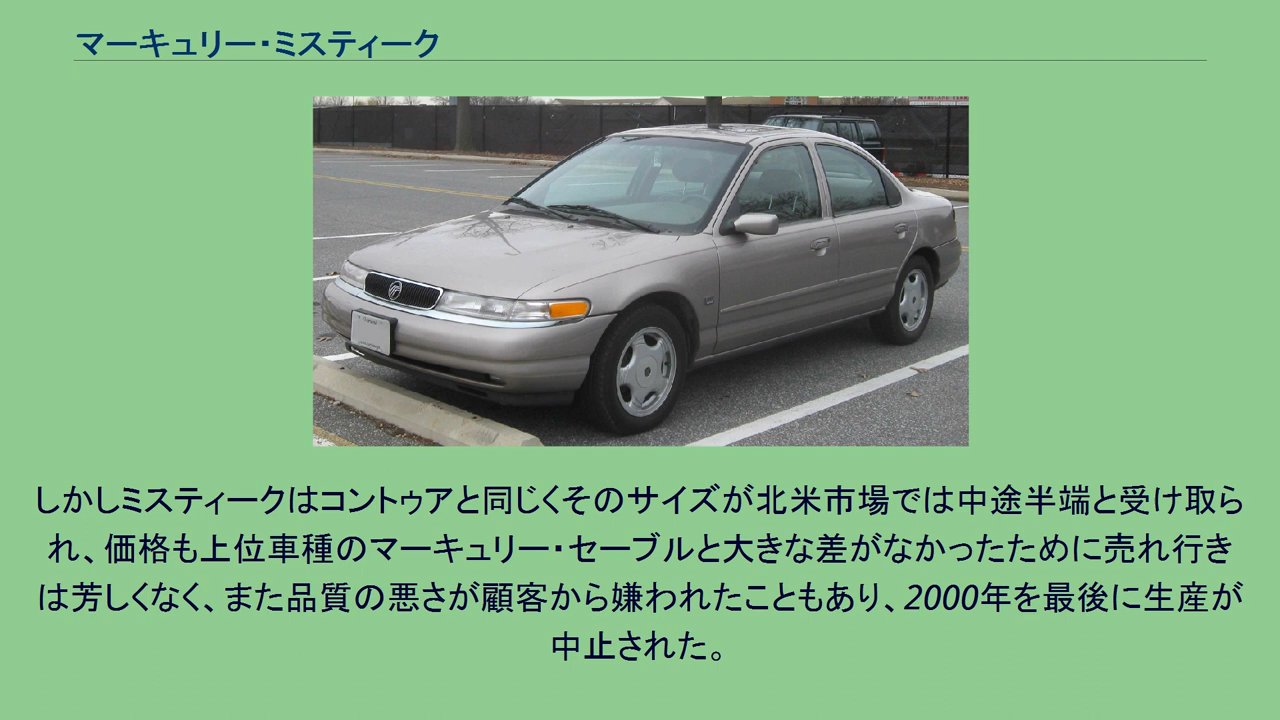 マーキュリー・ミスティーク
しかしミスティークはコントゥアと同じくそのサイズが北米市場では中途半端と受け取ら
れ、価格も上位車種のマーキュリー・セーブルと大きな差がなかったために売れ行き
は芳しくなく、また品質の悪さが顧客から嫌われたこともあり、2000年を最後に生産が
中止された。